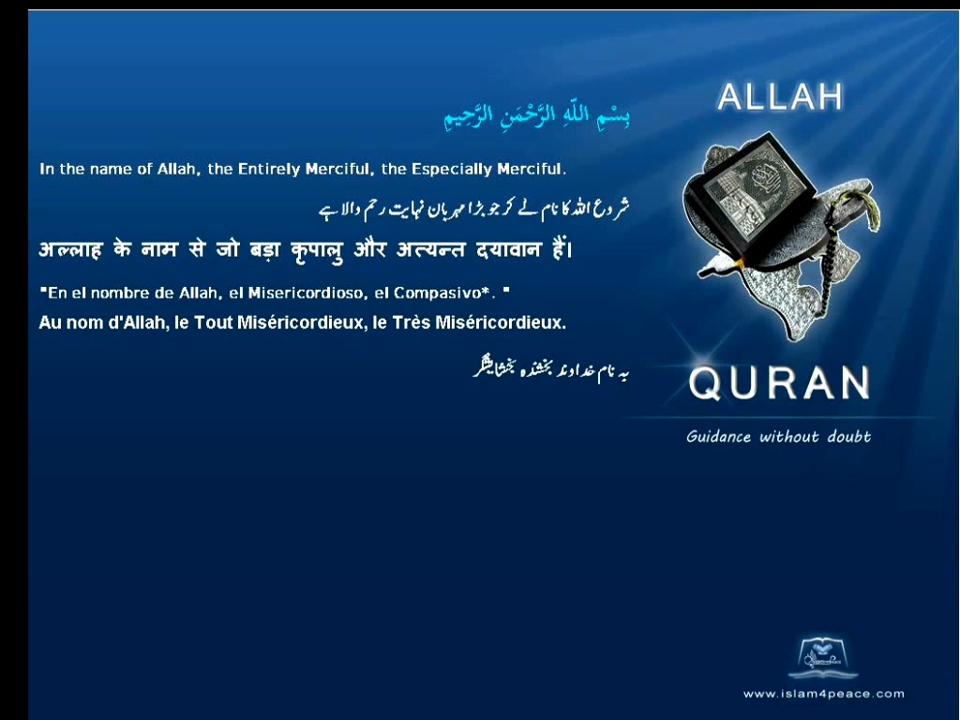 بِسْمِ اللّهِ الرَّحْمَنِ الرَّحِيمِ
In the name of Allah, the Entirely Merciful, the Especially Merciful.
شروع اللہ کا نام لے کر جو بڑا مہربان نہایت رحم والا ہے
अल्लाह के नाम से जो बड़ा कृपालु और अत्यन्त दयावान हैं।
"En el nombre de Allah, el Misericordioso, el Compasivo*. "
Au nom d'Allah, le Tout Miséricordieux, le Très Miséricordieux.
به نام خداوند بخشنده بخشایشگر
ALLAH
QURAN
Guidance without doubt
www.islam4peace.com